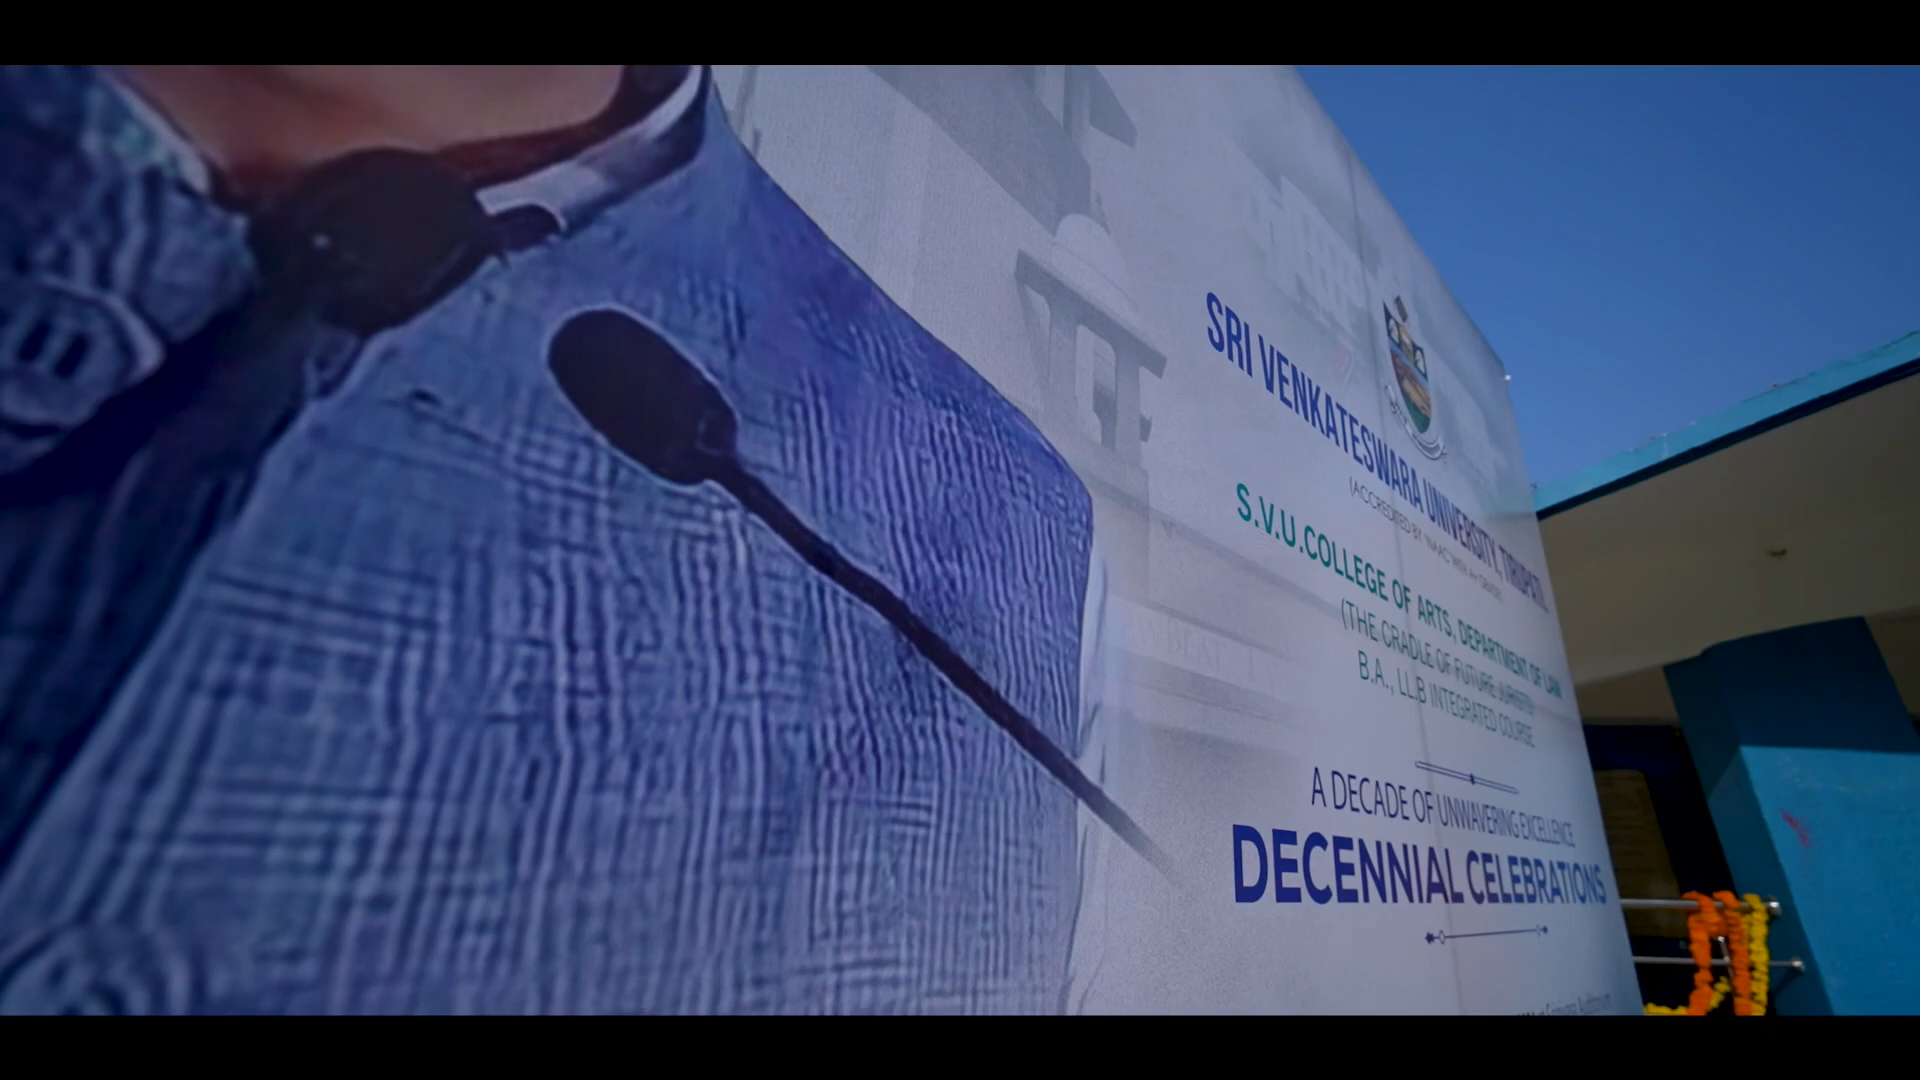 SRI VENKATESWARA UNIVERSITY, TIRUPATI
(ACCREDITED BY NAAC WITH A+ GRADE)
S.V.U.COLLEGE OF ARTS, DEPARTMENT OF LAW
(THE CRADLE OF FUTURE JURISTS)
B.A., LL.B INTEGRATED COURSE
A DECADE OF UNWAVERING EXCELLENCE
DECENNIAL CELEBRATIONS